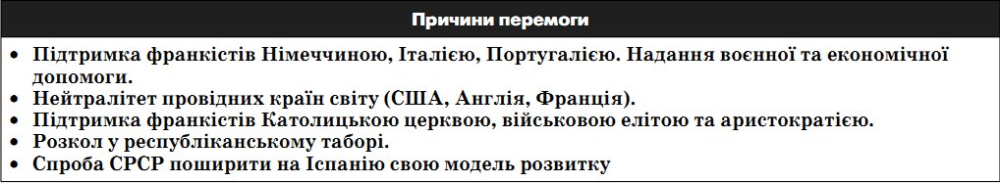 Причини перемоги
• Підтримка франкістів Німеччиною, Італією, Португалією. Надання воєнної та економічної
допомоги.
• Нейтралітет провідних країн світу (США, Англія, Франція).
• Підтримка франкістів Католицькою церквою, військовою елітою та аристократією.
• Розкол у республіканському таборі.
• Спроба СРСР поширити на Іспанію свою модель розвитку